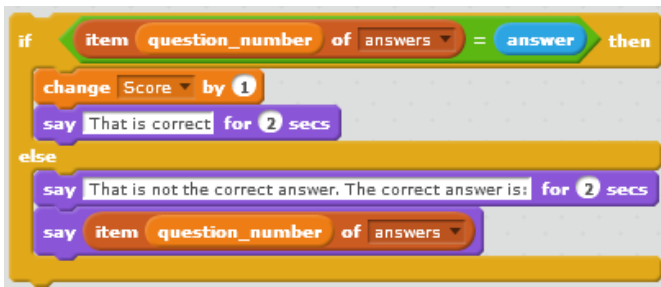 if item question_number of answers = answer then
change Score by 1
say That is correct for 2 secs
else
say That is not the correct answer. The correct answer is: for 2 secs
say item question_number of answers